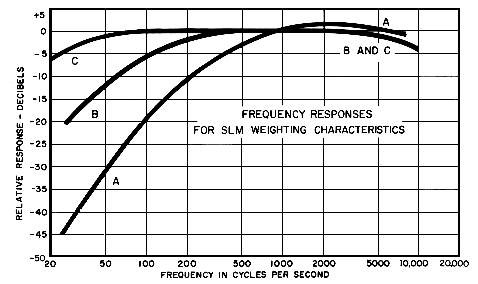 +5
0
-5
-10
-15
-20
-25
-30
-35
-40
-45
-50
RELATIVE RESPONSE - DECIBELS
A
B AND C
C
B
A
FREQUENCY RESPONSES
FOR SLM WEIGHTING CHARACTERISTICS
20 50 100 200 500 1000 2000 5000 10,000 20,000
FREQUENCY IN CYCLES PER SECOND